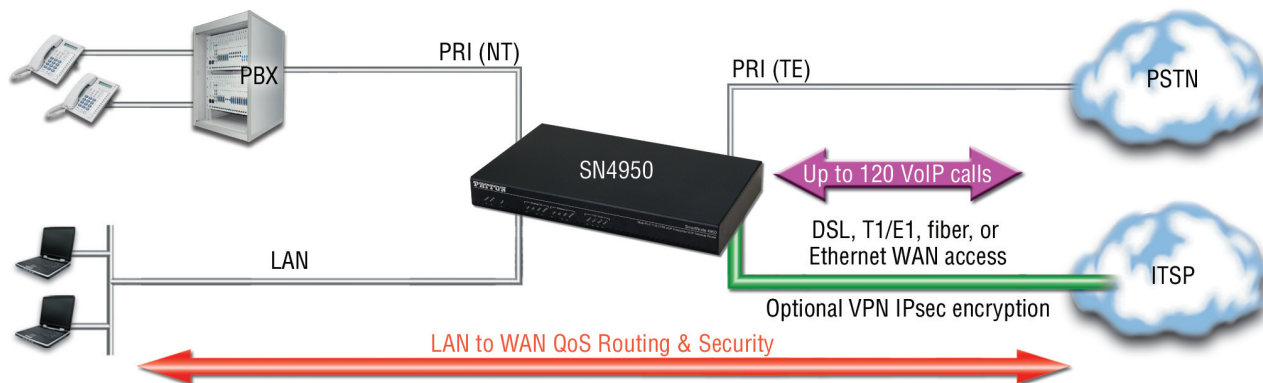 PBX
PRI (NT)
PRI (TE)
PSTN
SN4950
PATTON
Up to 120 VoIP calls
DSL, T1/E1, fiber, or
Ethernet WAN access
LAN
ITSP
Optional VPN IPsec encryption
LAN to WAN QoS Routing & Security